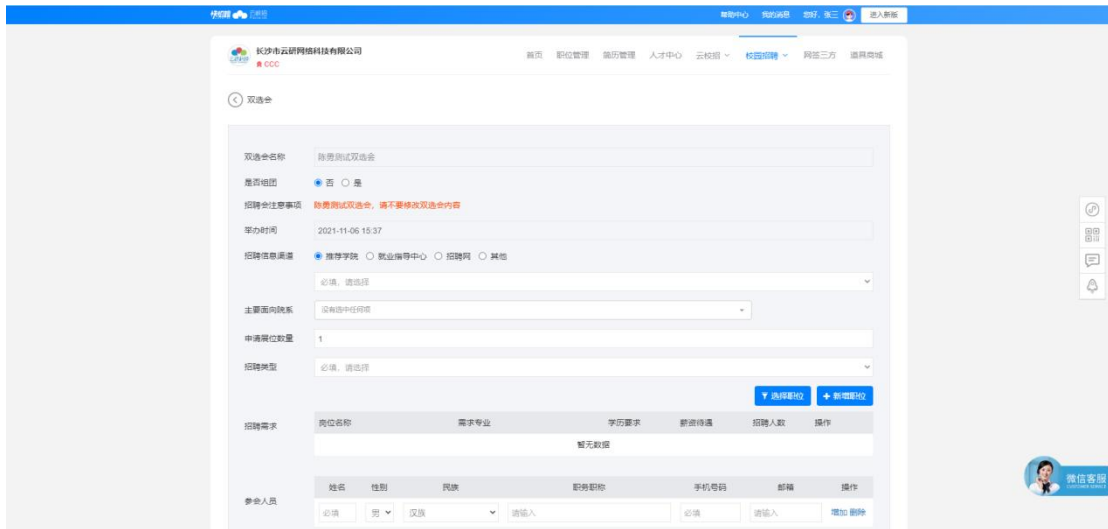 快招聘 云就业
帮助中心 我的消息 您好，张三 进入新版
长沙市云研网络科技有限公司
CCC
首页 职位管理 简历管理 人才中心 云校招 校园招聘 网签三方 道具商城
双选会
双选会名称 陈勇测试双选会
是否组团 否 是
招聘会注意事项 陈勇测试双选会，请不要修改双选会内容
举办时间 2021-11-06 15:37
招聘信息渠道 推荐学院 就业指导中心 招聘网 其他
必填，请选择
主要面向院系 没有选中任何项
申请展位数量 1
招聘类型 必填，请选择
选择职位 新增职位
招聘需求 岗位名称 需求专业 学历要求 薪资待遇 招聘人数 操作
暂无数据
参会人员 姓名 性别 民族 职务职称 手机号码 邮箱 操作
必填 男 汉族 请输入 必填 请输入 增加 删除
微信客服
CUSTOMER SERVICE